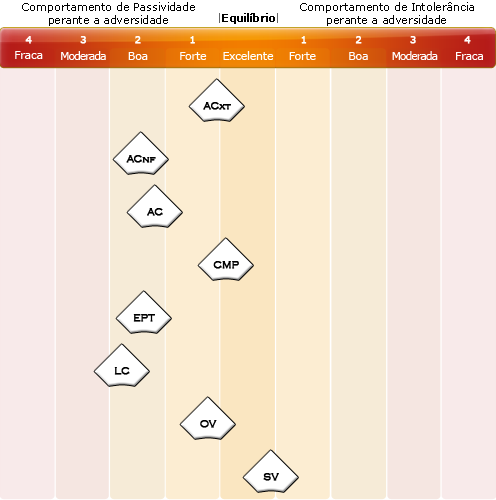 Comportamento de Passividade
perante a adversidade
|Equilíbrio|
Comportamento de Intolerância
perante a adversidade
4 3 2 1 1 2 3 4
Fraca Moderada Boa Forte Excelente Forte Boa Moderada Fraca
ACXT
ACNF
AC
CMP
EPT
LC
OV
SV